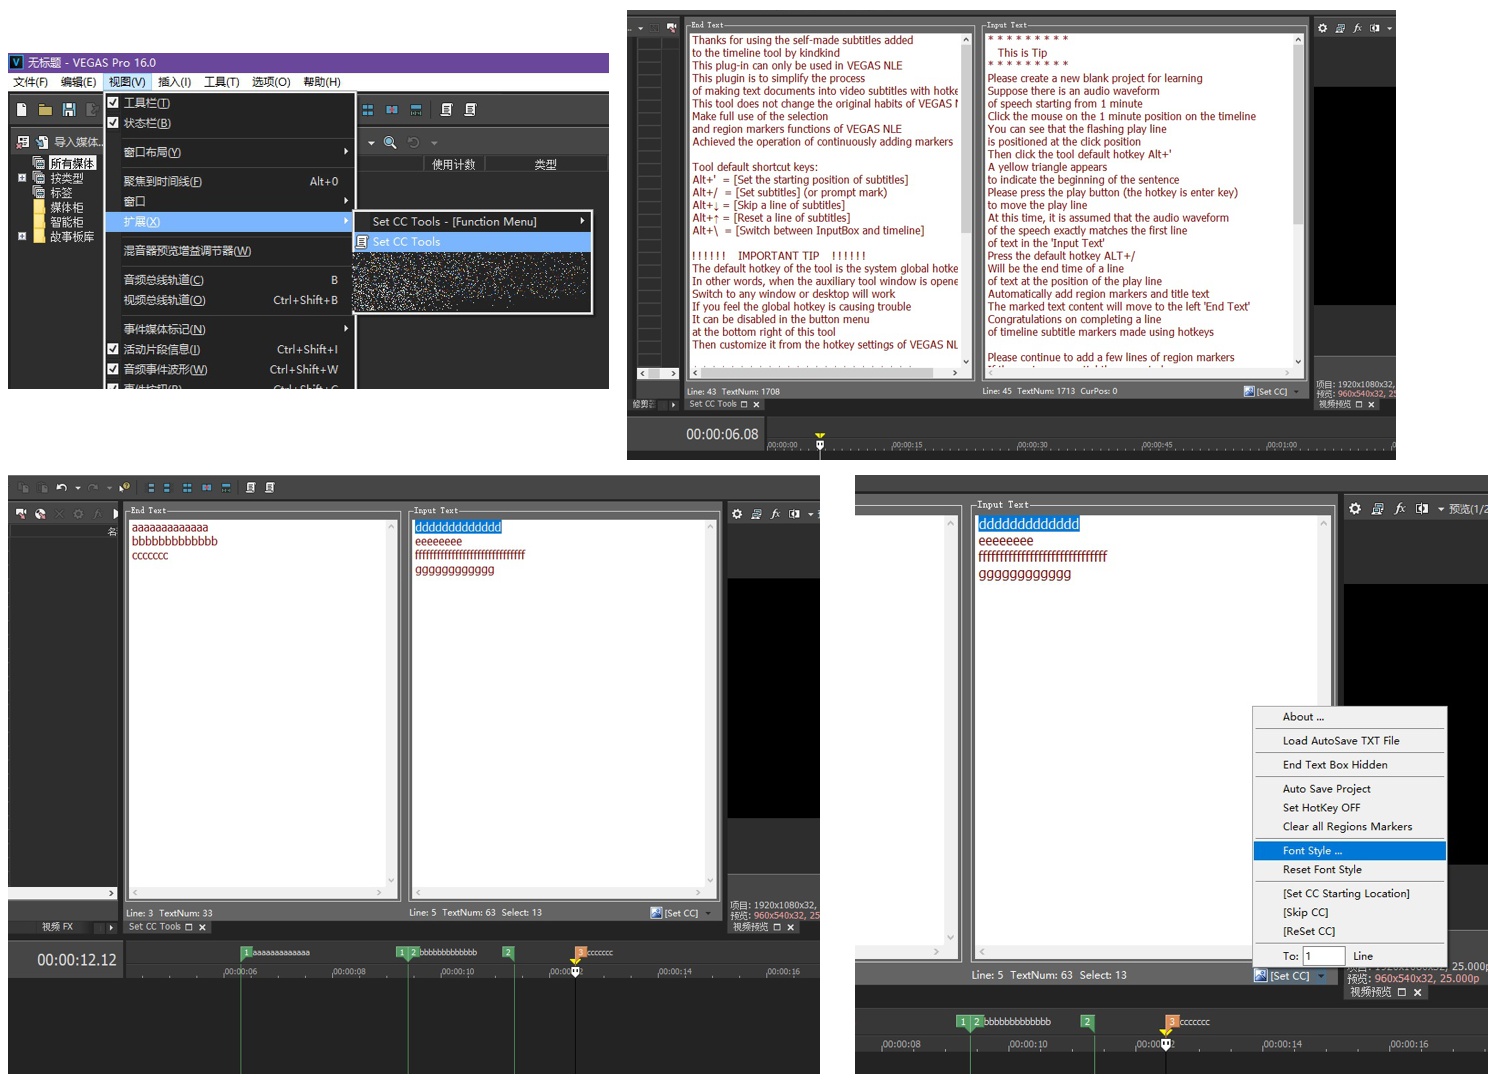 无标题 - VEGAS Pro 16.0
文件(F) 编辑(E) 视图(V) 插入(I) 工具(T) 选项(O) 帮助(H)
工具栏(T)
状态栏(B)
导入媒体...
窗口布局(Y)
所有媒体
使用计数 类型
按类型
聚焦到时间线(F) Alt+0
标签
窗口
媒体柜
扩展(X)
智能柜
Set CC Tools - [Function Menu]
故事板库
Set CC Tools
混音器预览增益调节器(W)
音频总线轨道(C) B
视频总线轨道(O) Ctrl+Shift+B
事件媒体标记(N)
活动片段信息(I) Ctrl+Shift+I
音频事件波形(W) Ctrl+Shift+W
End Text
Thanks for using the self-made subtitles added
to the timeline tool by kindkind
This plug-in can only be used in VEGAS NLE
This plugin is to simplify the process
of making text documents into video subtitles with hotke
This tool does not change the original habits of VEGAS N
Make full use of the selection
and region markers functions of VEGAS NLE
Achieved the operation of continuously adding markers
Tool default shortcut keys:
Alt+' = [Set the starting position of subtitles]
Alt+/ = [Set subtitles] (or prompt mark)
Alt+↓ = [Skip a line of subtitles]
Alt+↑ = [Reset a line of subtitles]
Alt+\ = [Switch between InputBox and timeline]
!!!!!! IMPORTANT TIP !!!!!!
The default hotkey of the tool is the system global hotke
In other words, when the auxiliary tool window is opene
Switch to any window or desktop will work
If you feel the global hotkey is causing trouble
It can be disabled in the button menu
at the bottom right of this tool
Then customize it from the hotkey settings of VEGAS NL
Line: 43 TextNum: 1708
Set CC Tools
Input Text
* * * * * * * * *
This is Tip
* * * * * * * * *
Please create a new blank project for learning
Suppose there is an audio waveform
of speech starting from 1 minute
Click the mouse on the 1 minute position on the timeline
You can see that the flashing play line
is positioned at the click position
Then click the tool default hotkey Alt+'
A yellow triangle appears
to indicate the beginning of the sentence
Please press the play button (the hotkey is enter key)
to move the play line
At this time, it is assumed that the audio waveform
of the speech exactly matches the first line
of text in the 'Input Text'
Press the default hotkey ALT+/
Will be the end time of a line
of text at the position of the play line
Automatically add region markers and title text
The marked text content will move to the left 'End Text'
Congratulations on completing a line
of timeline subtitle markers made using hotkeys
Please continue to add a few lines of region markers
Line: 45 TextNum: 1713 CurPos: 0
[Set CC]
项目: 1920x1080x32,
预览: 960x540x32, 25
视频预览
00:00:06.08
00:00:00 00:00:15 00:00:30 00:00:45 00:01:00
名
End Text
aaaaaaaaaaaaa
bbbbbbbbbbbbb
ccccccc
Input Text
ddddddddddddd
eeeeeeee
ffffffffffffffffffffffffffffff
gggggggggggg
Line: 3 TextNum: 33
Line: 5 TextNum: 63 Select: 13
[Set CC]
项目: 1920x1080x32,
预览: 960x540x32, 25
视频 FX
Set CC Tools
视频预览
00:00:12.12
1 aaaaaaaaaaaaa 1 2 bbbbbbbbbbbbb 2 3 ccccccc
00:00:06 00:00:08 00:00:10 00:00:14 00:00:16
Input Text
ddddddddddddd
eeeeeeee
ffffffffffffffffffffffffffffff
gggggggggggg
预览(1/2
About ...
Load AutoSave TXT File
End Text Box Hidden
Auto Save Project
Set HotKey OFF
Clear all Regions Markers
Font Style ...
Reset Font Style
[Set CC Starting Location]
[Skip CC]
[ReSet CC]
To: 1 Line
Line: 5 TextNum: 63 Select: 13
[Set CC]
项目: 1920x1080x32, 25.000p
预览: 960x540x32, 25.000p
视频预览
1 2 bbbbbbbbbbbbb 2 3 ccccccc
00:00:08 00:00:10 00:00:14 00:00:16